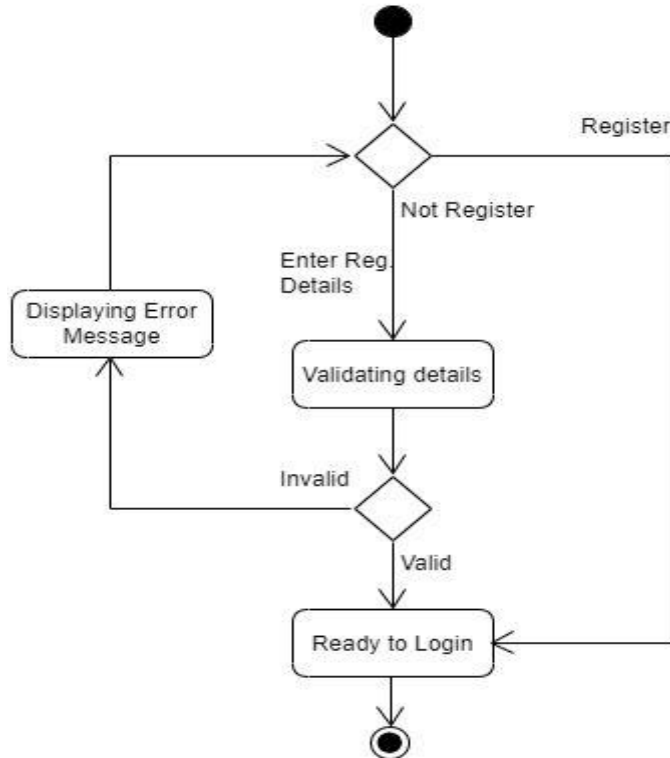 Register
Not Register
Enter Reg.
Details
Displaying Error
Message
Validating details
Invalid
Valid
Ready to Login